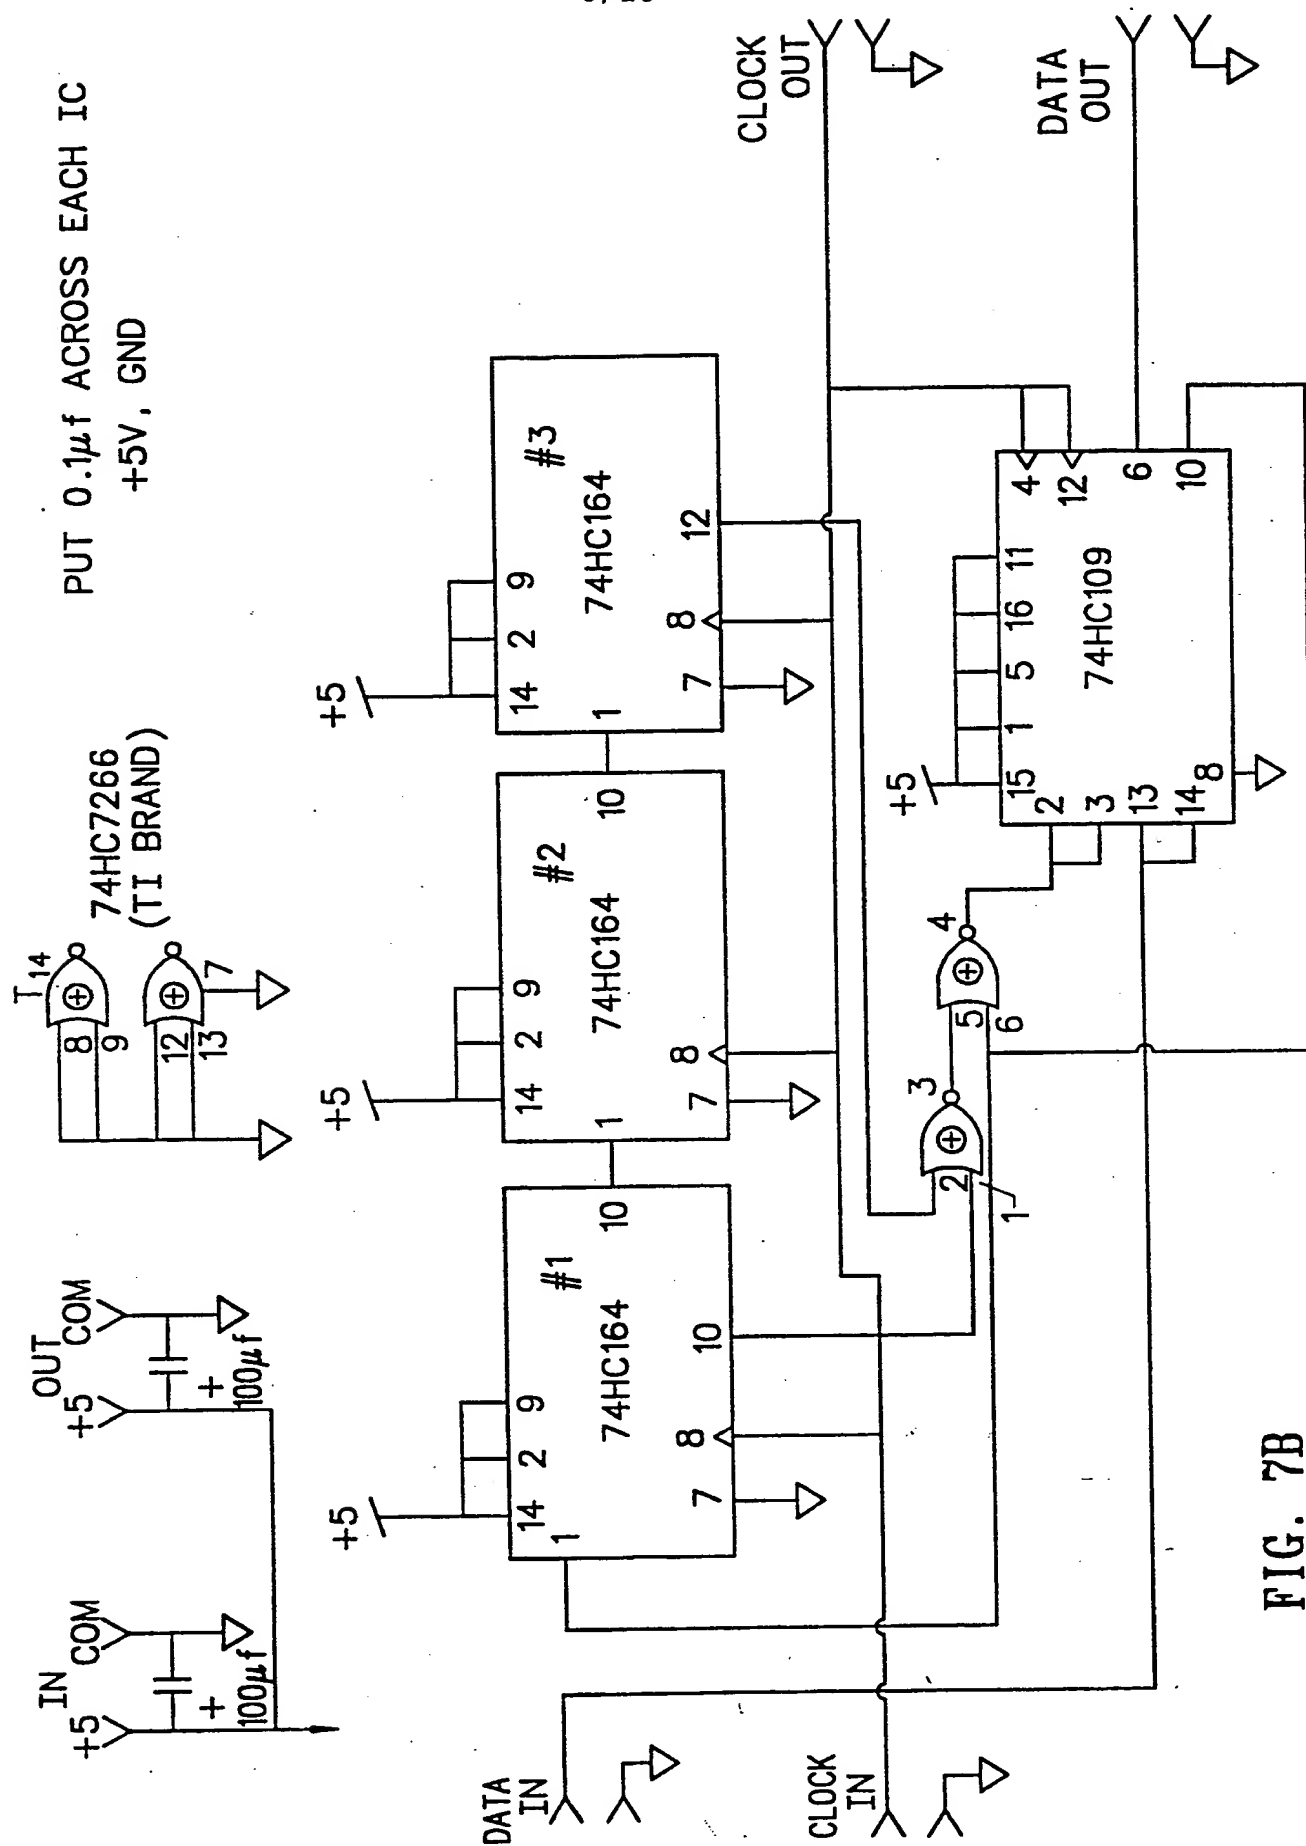 PUT 0.1µf ACROSS EACH IC
+5V, GND
IN
+5
COM
+
100µf
OUT
+5
COM
+
100µf
T
14
8
9
12
13
7
74HC7266
(TI BRAND)
+5
14
2
9
1
#1
74HC164
10
7
8
10
+5
14
2
9
1
#2
74HC164
10
7
8
+5
14
2
9
1
#3
74HC164
7
8
12
DATA
IN
CLOCK
IN
2
1
3
5
6
4
+5
15
1
5
16
11
2
3
13
14
8
74HC109
4
12
6
10
CLOCK
OUT
DATA
OUT
FIG. 7B